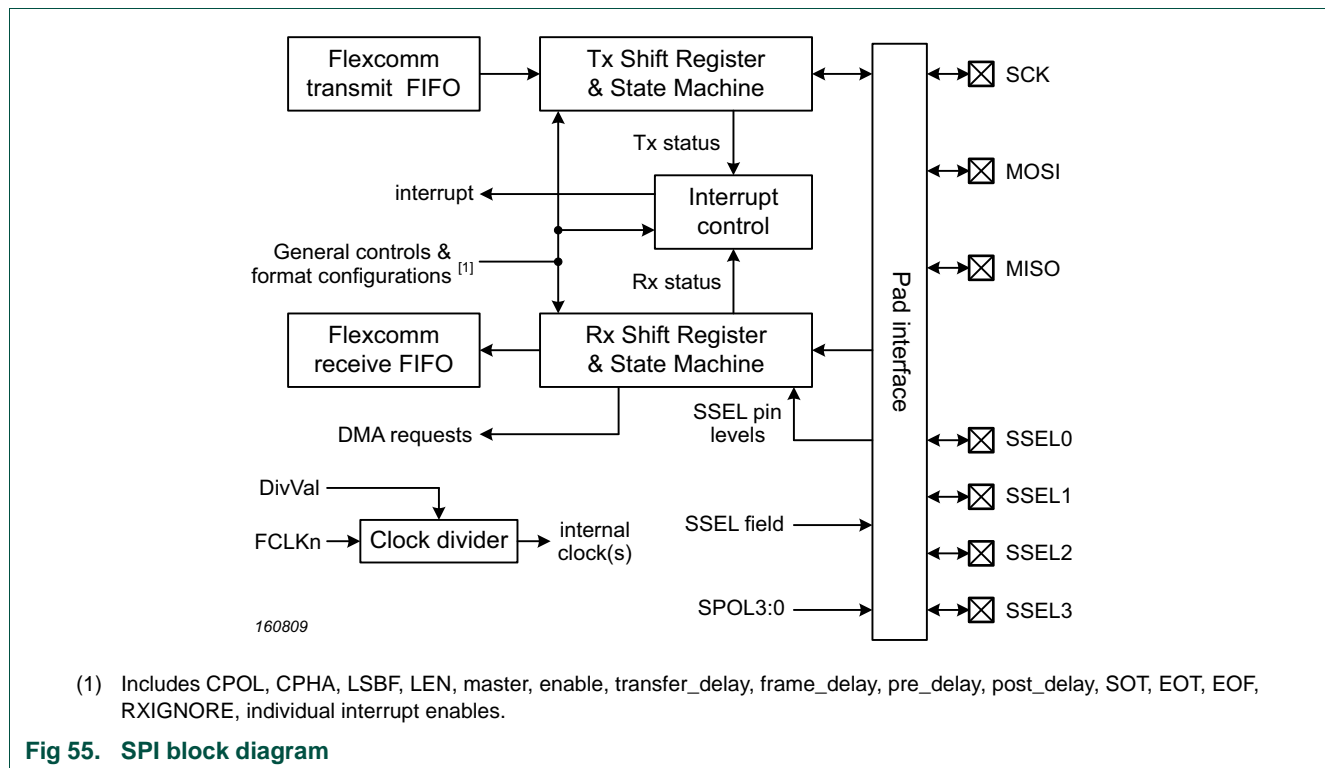 Flexcomm
transmit FIFO
Tx Shift Register
& State Machine
SCK
Tx status
MOSI
interrupt
Interrupt
control
General controls &
format configurations [1]
Rx status
MISO
Pad interface
Flexcomm
receive FIFO
Rx Shift Register
& State Machine
DMA requests
SSEL pin
levels
SSEL0
DivVal
SSEL1
SSEL field
FCLKn
Clock divider
internal
clock(s)
SSEL2
SPOL3:0
SSEL3
160809
(1) Includes CPOL, CPHA, LSBF, LEN, master, enable, transfer_delay, frame_delay, pre_delay, post_delay, SOT, EOT, EOF,
RXIGNORE, individual interrupt enables.
Fig 55. SPI block diagram